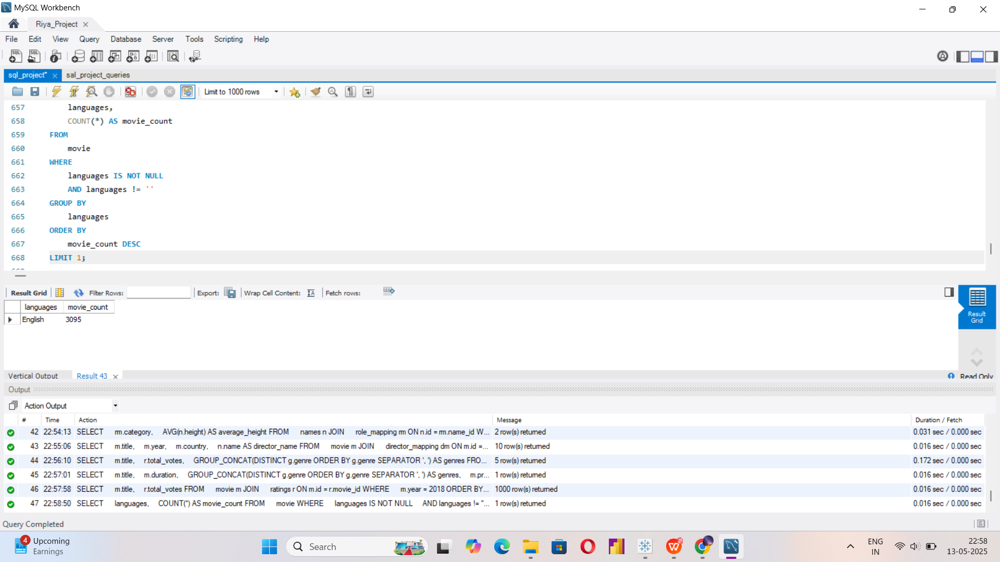 MySQL Workbench
Riya_Project
File Edit View Query Database Server Tools Scripting Help
sql_project* sal_project_queries
Limit to 1000 rows
657 languages,
658 COUNT(*) AS movie_count
659 FROM
660 movie
661 WHERE
662 languages IS NOT NULL
663 AND languages != ''
664 GROUP BY
665 languages
666 ORDER BY
667 movie_count DESC
668 LIMIT 1;
Result Grid Filter Rows: Export: Wrap Cell Content: Fetch rows:
languages movie_count
English 3095
Result
Grid
Vertical Output Result 43 Read Only
Output
Action Output
# Time Action Message Duration / Fetch
42 22:54:13 SELECT rm.category, AVG(n.height) AS average_height FROM names n JOIN role_mapping rm ON n.id = rm.name_id W... 2 row(s) returned 0.031 sec / 0.000 sec
43 22:55:06 SELECT m.title, m.year, m.country, n.name AS director_name FROM movie m JOIN director_mapping dm ON m.id =... 10 row(s) returned 0.016 sec / 0.000 sec
44 22:56:10 SELECT m.title, r.total_votes, GROUP_CONCAT(DISTINCT g.genre ORDER BY g.genre SEPARATOR ', ') AS genres FRO... 5 row(s) returned 0.172 sec / 0.000 sec
45 22:57:01 SELECT m.title, m.duration, GROUP_CONCAT(DISTINCT g.genre ORDER BY g.genre SEPARATOR ', ') AS genres, m.pr... 1 row(s) returned 0.016 sec / 0.000 sec
46 22:57:58 SELECT m.title, r.total_votes FROM movie m JOIN ratings r ON m.id = r.movie_id WHERE m.year = 2018 ORDER BY... 1000 row(s) returned 0.016 sec / 0.000 sec
47 22:58:50 SELECT languages, COUNT(*) AS movie_count FROM movie WHERE languages IS NOT NULL AND languages != ''... 1 row(s) returned 0.016 sec / 0.000 sec
Query Completed
4 Upcoming
Earnings
Search
ENG
IN
22:58
13-05-2025